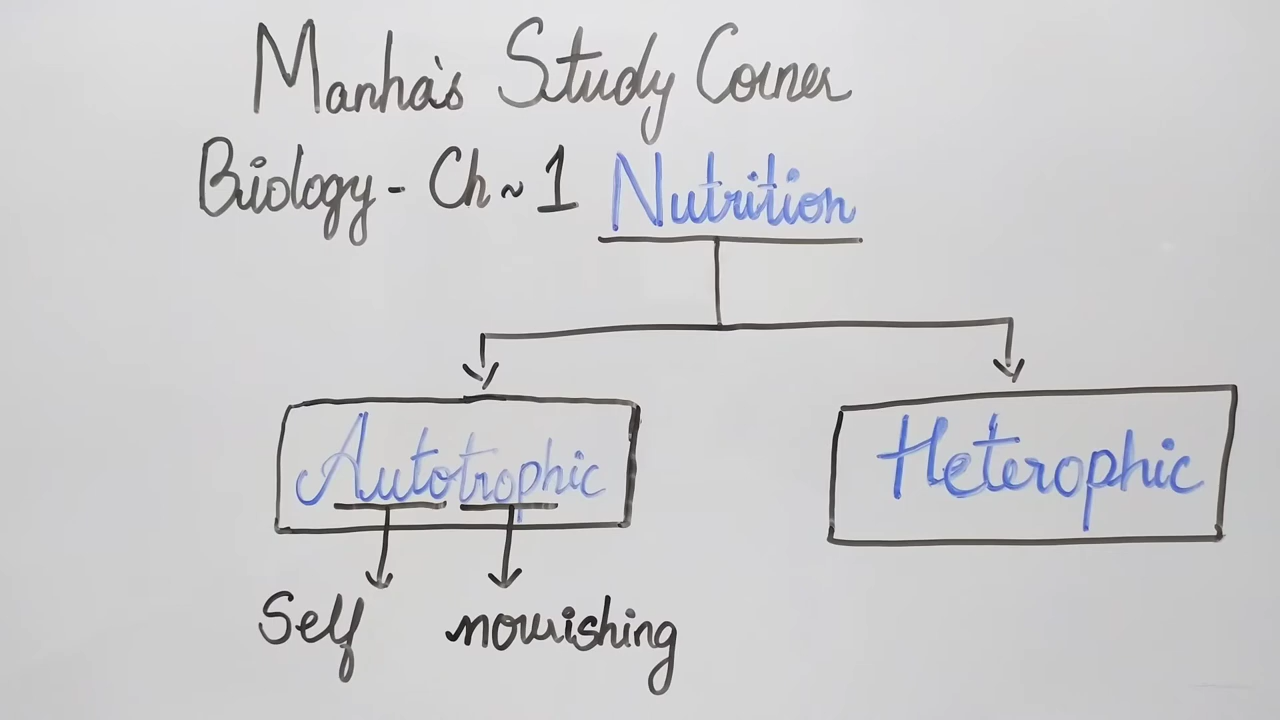 Manha's Study Corner
Biology - Ch ~ 1 Nutrition
Autotrophic Heterophic
Self nourishing